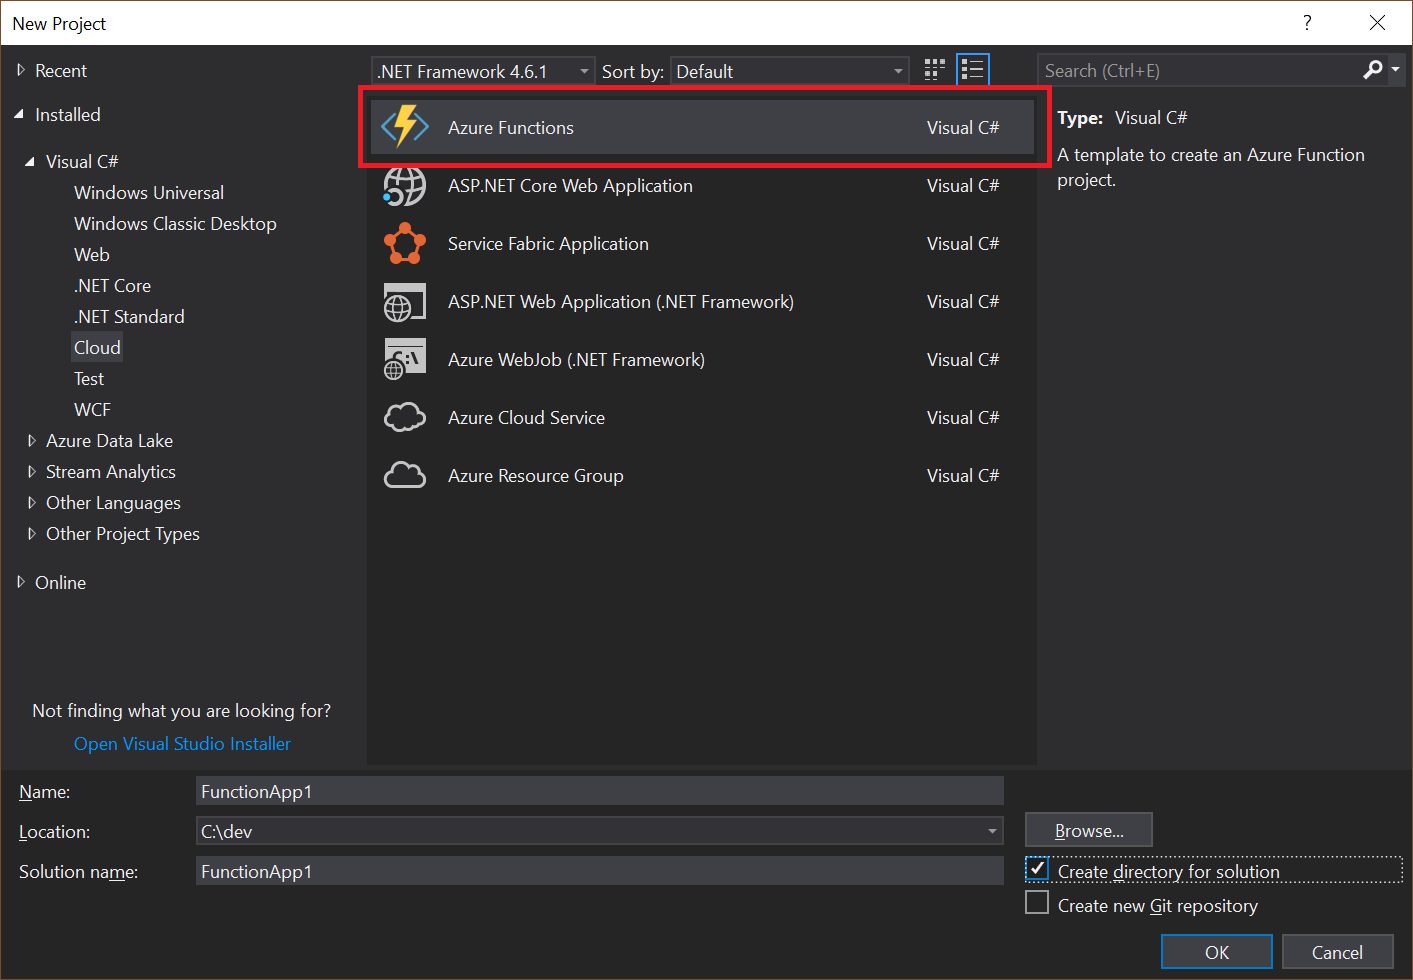 New Project
?
Recent
Installed
Visual C#
Windows Universal
Windows Classic Desktop
Web
.NET Core
.NET Standard
Cloud
Test
WCF
Azure Data Lake
Stream Analytics
Other Languages
Other Project Types
Online
Not finding what you are looking for?
Open Visual Studio Installer
.NET Framework 4.6.1 Sort by: Default
Azure Functions Visual C#
ASP.NET Core Web Application Visual C#
Service Fabric Application Visual C#
ASP.NET Web Application (.NET Framework) Visual C#
C:\
Azure WebJob (.NET Framework) Visual C#
Azure Cloud Service Visual C#
Azure Resource Group Visual C#
Search (Ctrl+E)
Type: Visual C#
A template to create an Azure Function
project.
Name: FunctionApp1
Location: C:\dev
Browse...
Solution name: FunctionApp1
Create directory for solution
Create new Git repository
OK Cancel